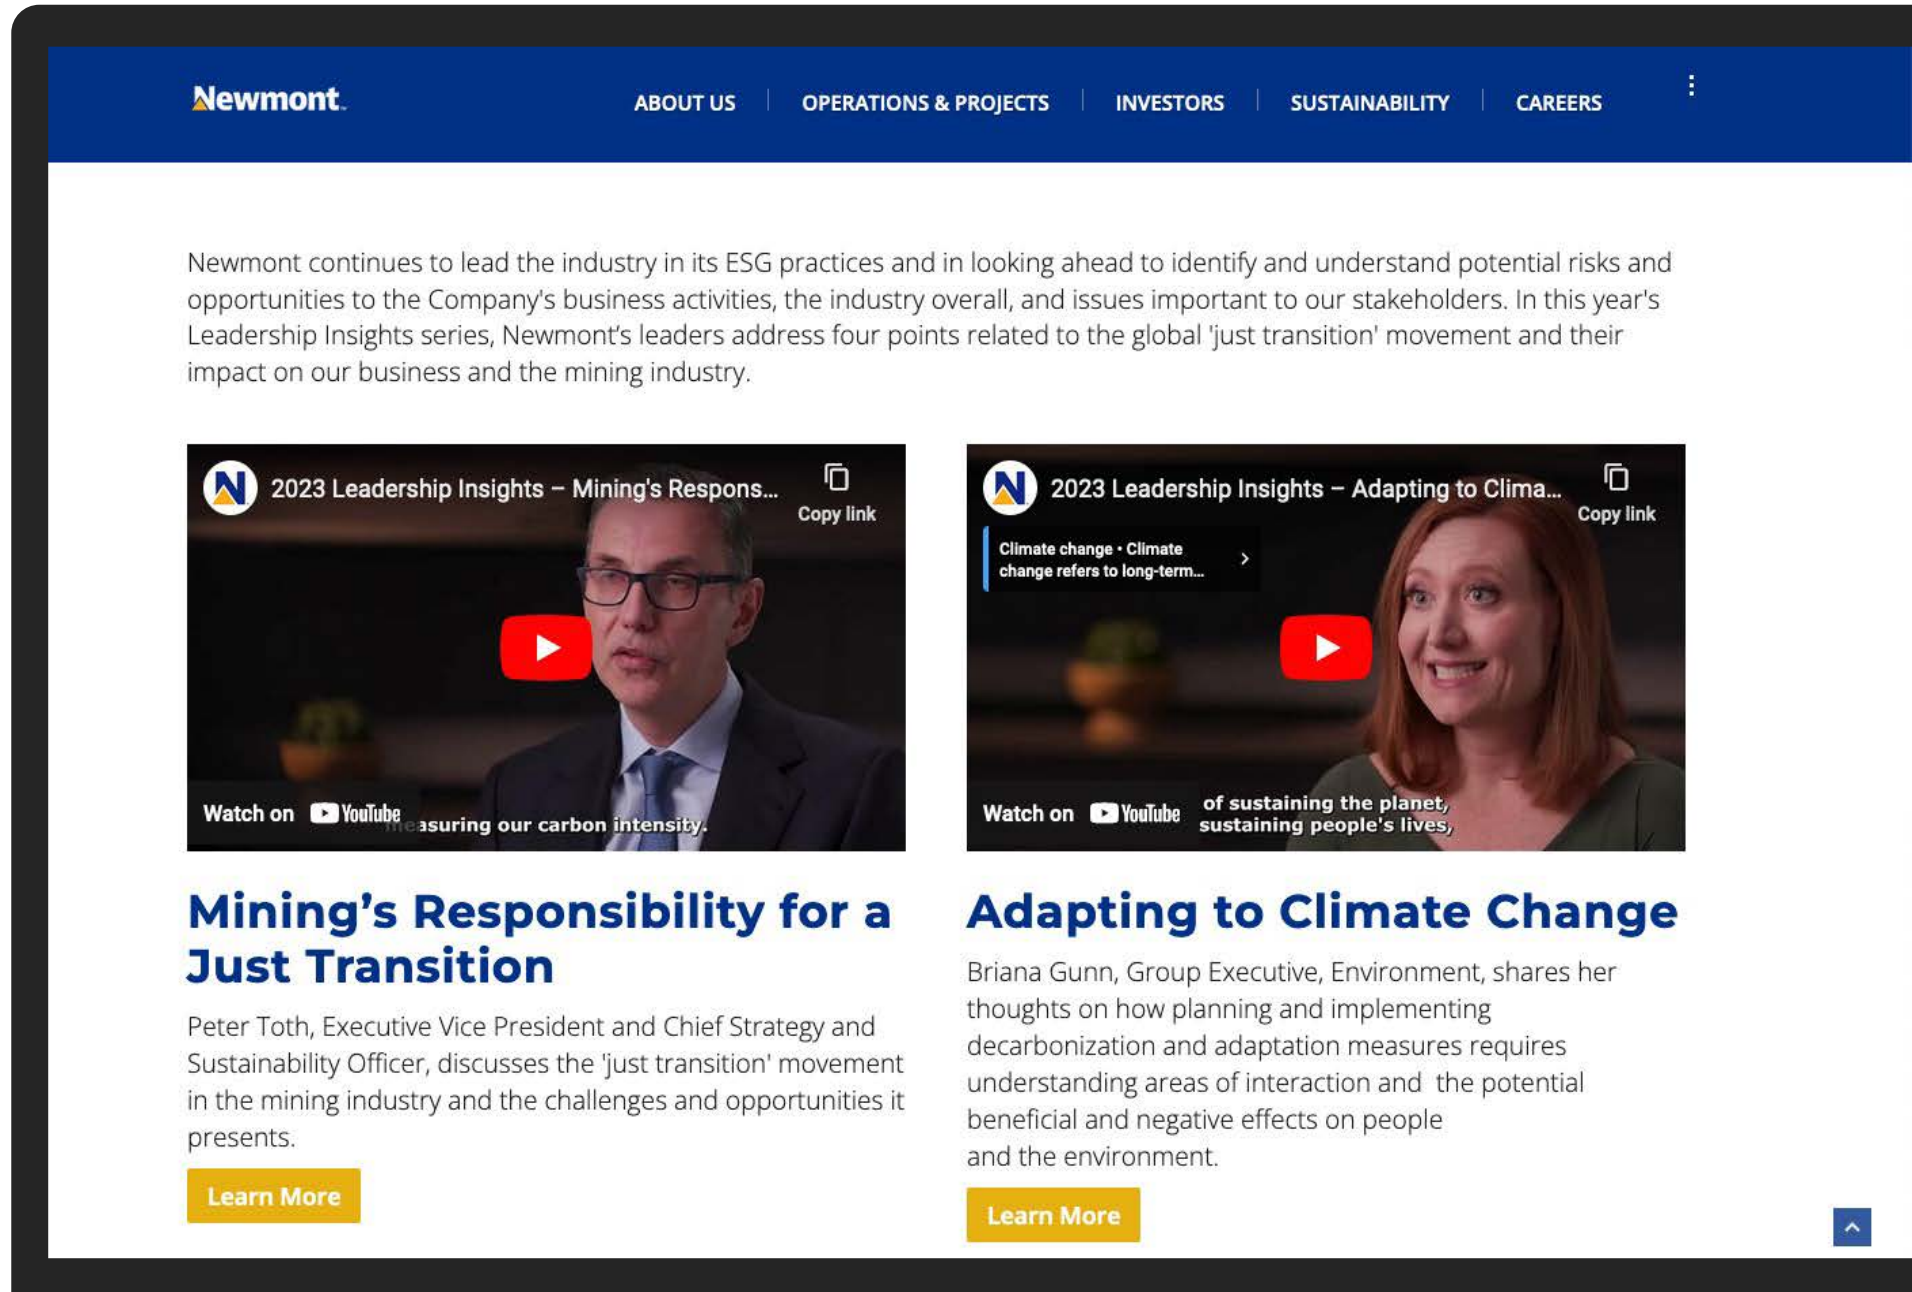 Newmont
ABOUT US
OPERATIONS & PROJECTS
INVESTORS
SUSTAINABILITY
CAREERS
Newmont continues to lead the industry in its ESG practices and in looking ahead to identify and understand potential risks and
opportunities to the Company's business activities, the industry overall, and issues important to our stakeholders. In this year's
Leadership Insights series, Newmont’s leaders address four points related to the global 'just transition' movement and their
impact on our business and the mining industry.
2023 Leadership Insights – Mining's Respons...
Copy link
Watch on YouTube
measuring our carbon intensity.
Mining’s Responsibility for a
Just Transition
Peter Toth, Executive Vice President and Chief Strategy and
Sustainability Officer, discusses the 'just transition' movement
in the mining industry and the challenges and opportunities it
presents.
Learn More
2023 Leadership Insights – Adapting to Clima...
Copy link
Climate change • Climate
change refers to long-term...
Watch on YouTube
of sustaining the planet,
sustaining people's lives,
Adapting to Climate Change
Briana Gunn, Group Executive, Environment, shares her
thoughts on how planning and implementing
decarbonization and adaptation measures requires
understanding areas of interaction and the potential
beneficial and negative effects on people
and the environment.
Learn More